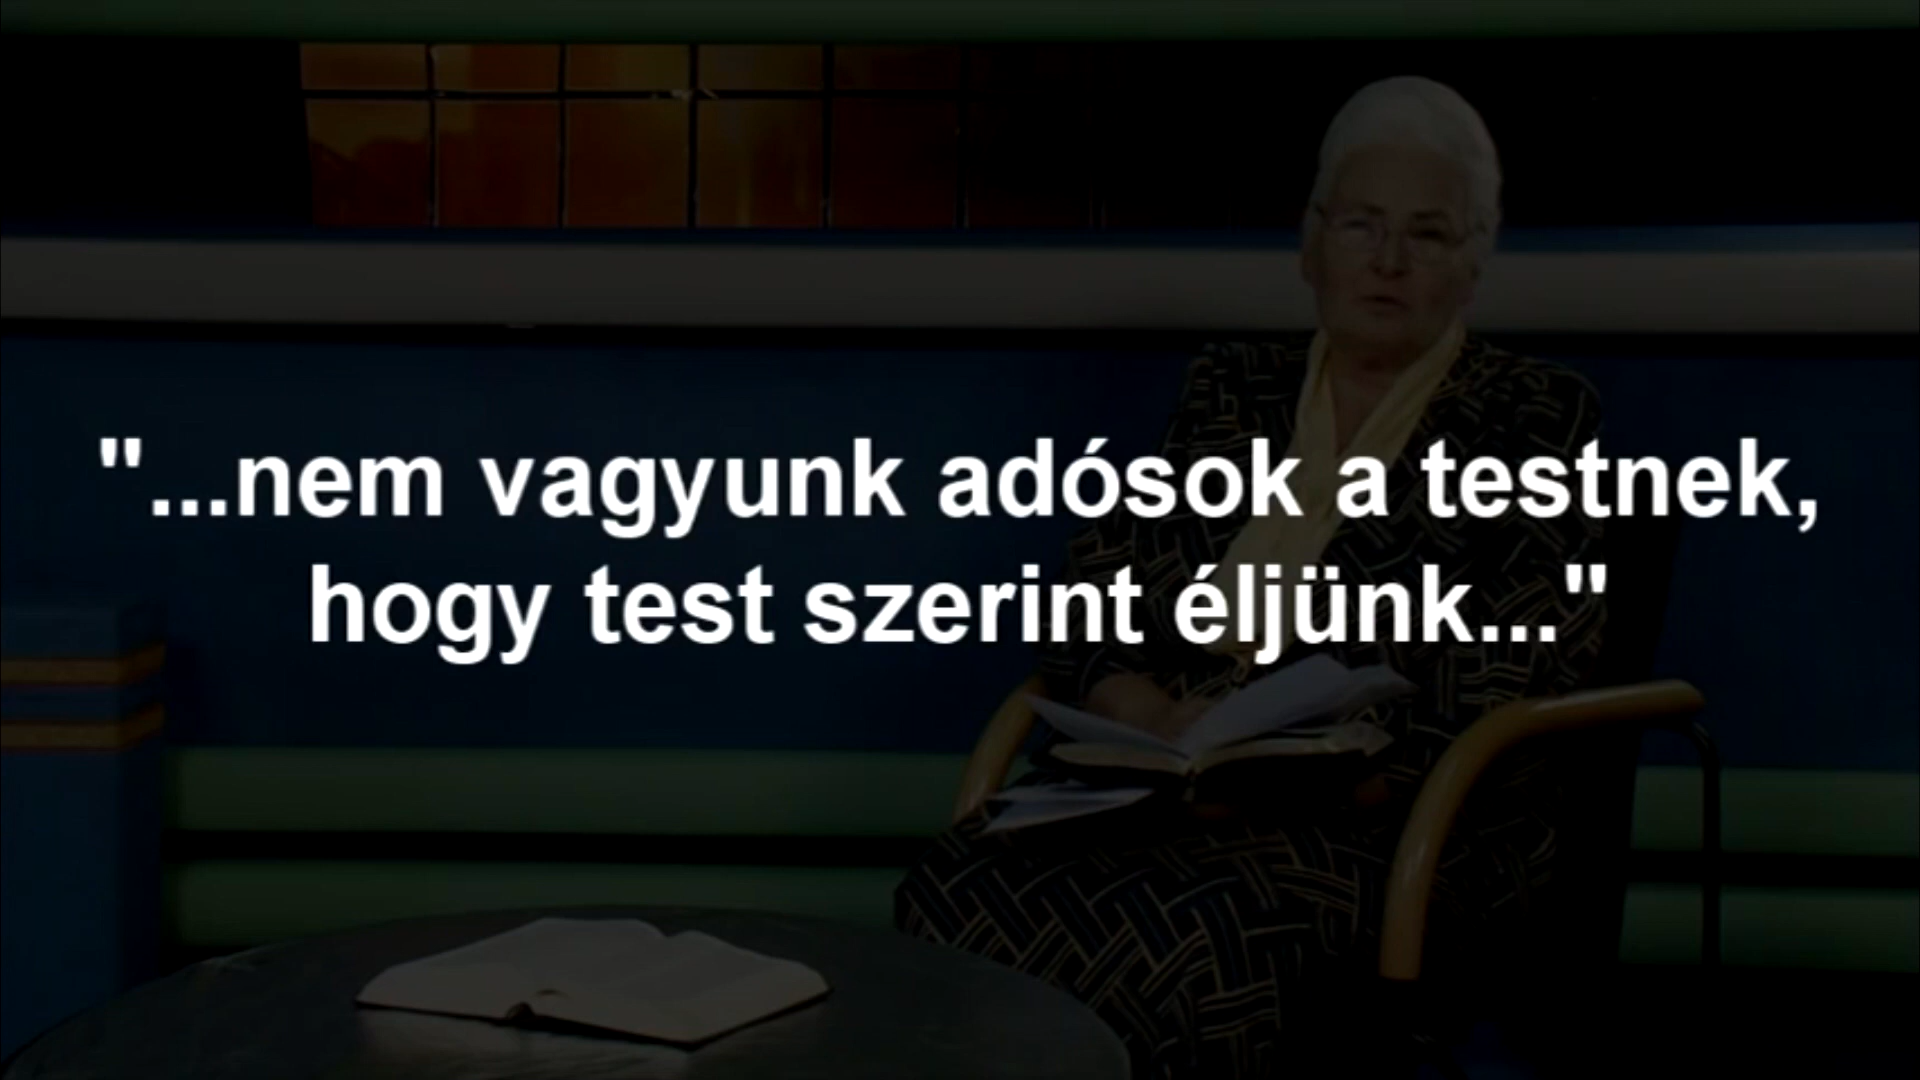 "...nem vagyunk adósok a testnek,
hogy test szerint éljünk..."